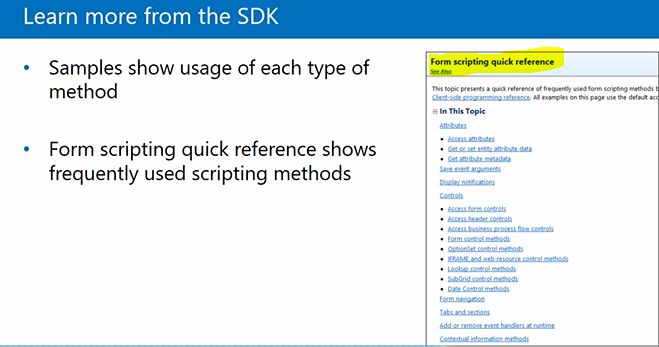 Learn more from the SDK
• Samples show usage of each type of
method
• Form scripting quick reference shows
frequently used scripting methods
Form scripting quick reference
See Also
This topic presents a quick reference of frequently used form scripting methods b
Client-side programming reference. All examples on this page use the default acc
In This Topic
Attributes
• Access attributes
• Get or set entity attribute data
• Get attribute metadata
Save event arguments
Display notifications
Controls
• Access form controls
• Access header controls
• Access business process flow controls
• Form control methods
• OptionSet control methods
• IFRAME and web resource control methods
• Lookup control methods
• SubGrid control methods
• Date Control methods
Form navigation
Tabs and sections
Add or remove event handlers at runtime
Contextual information methods